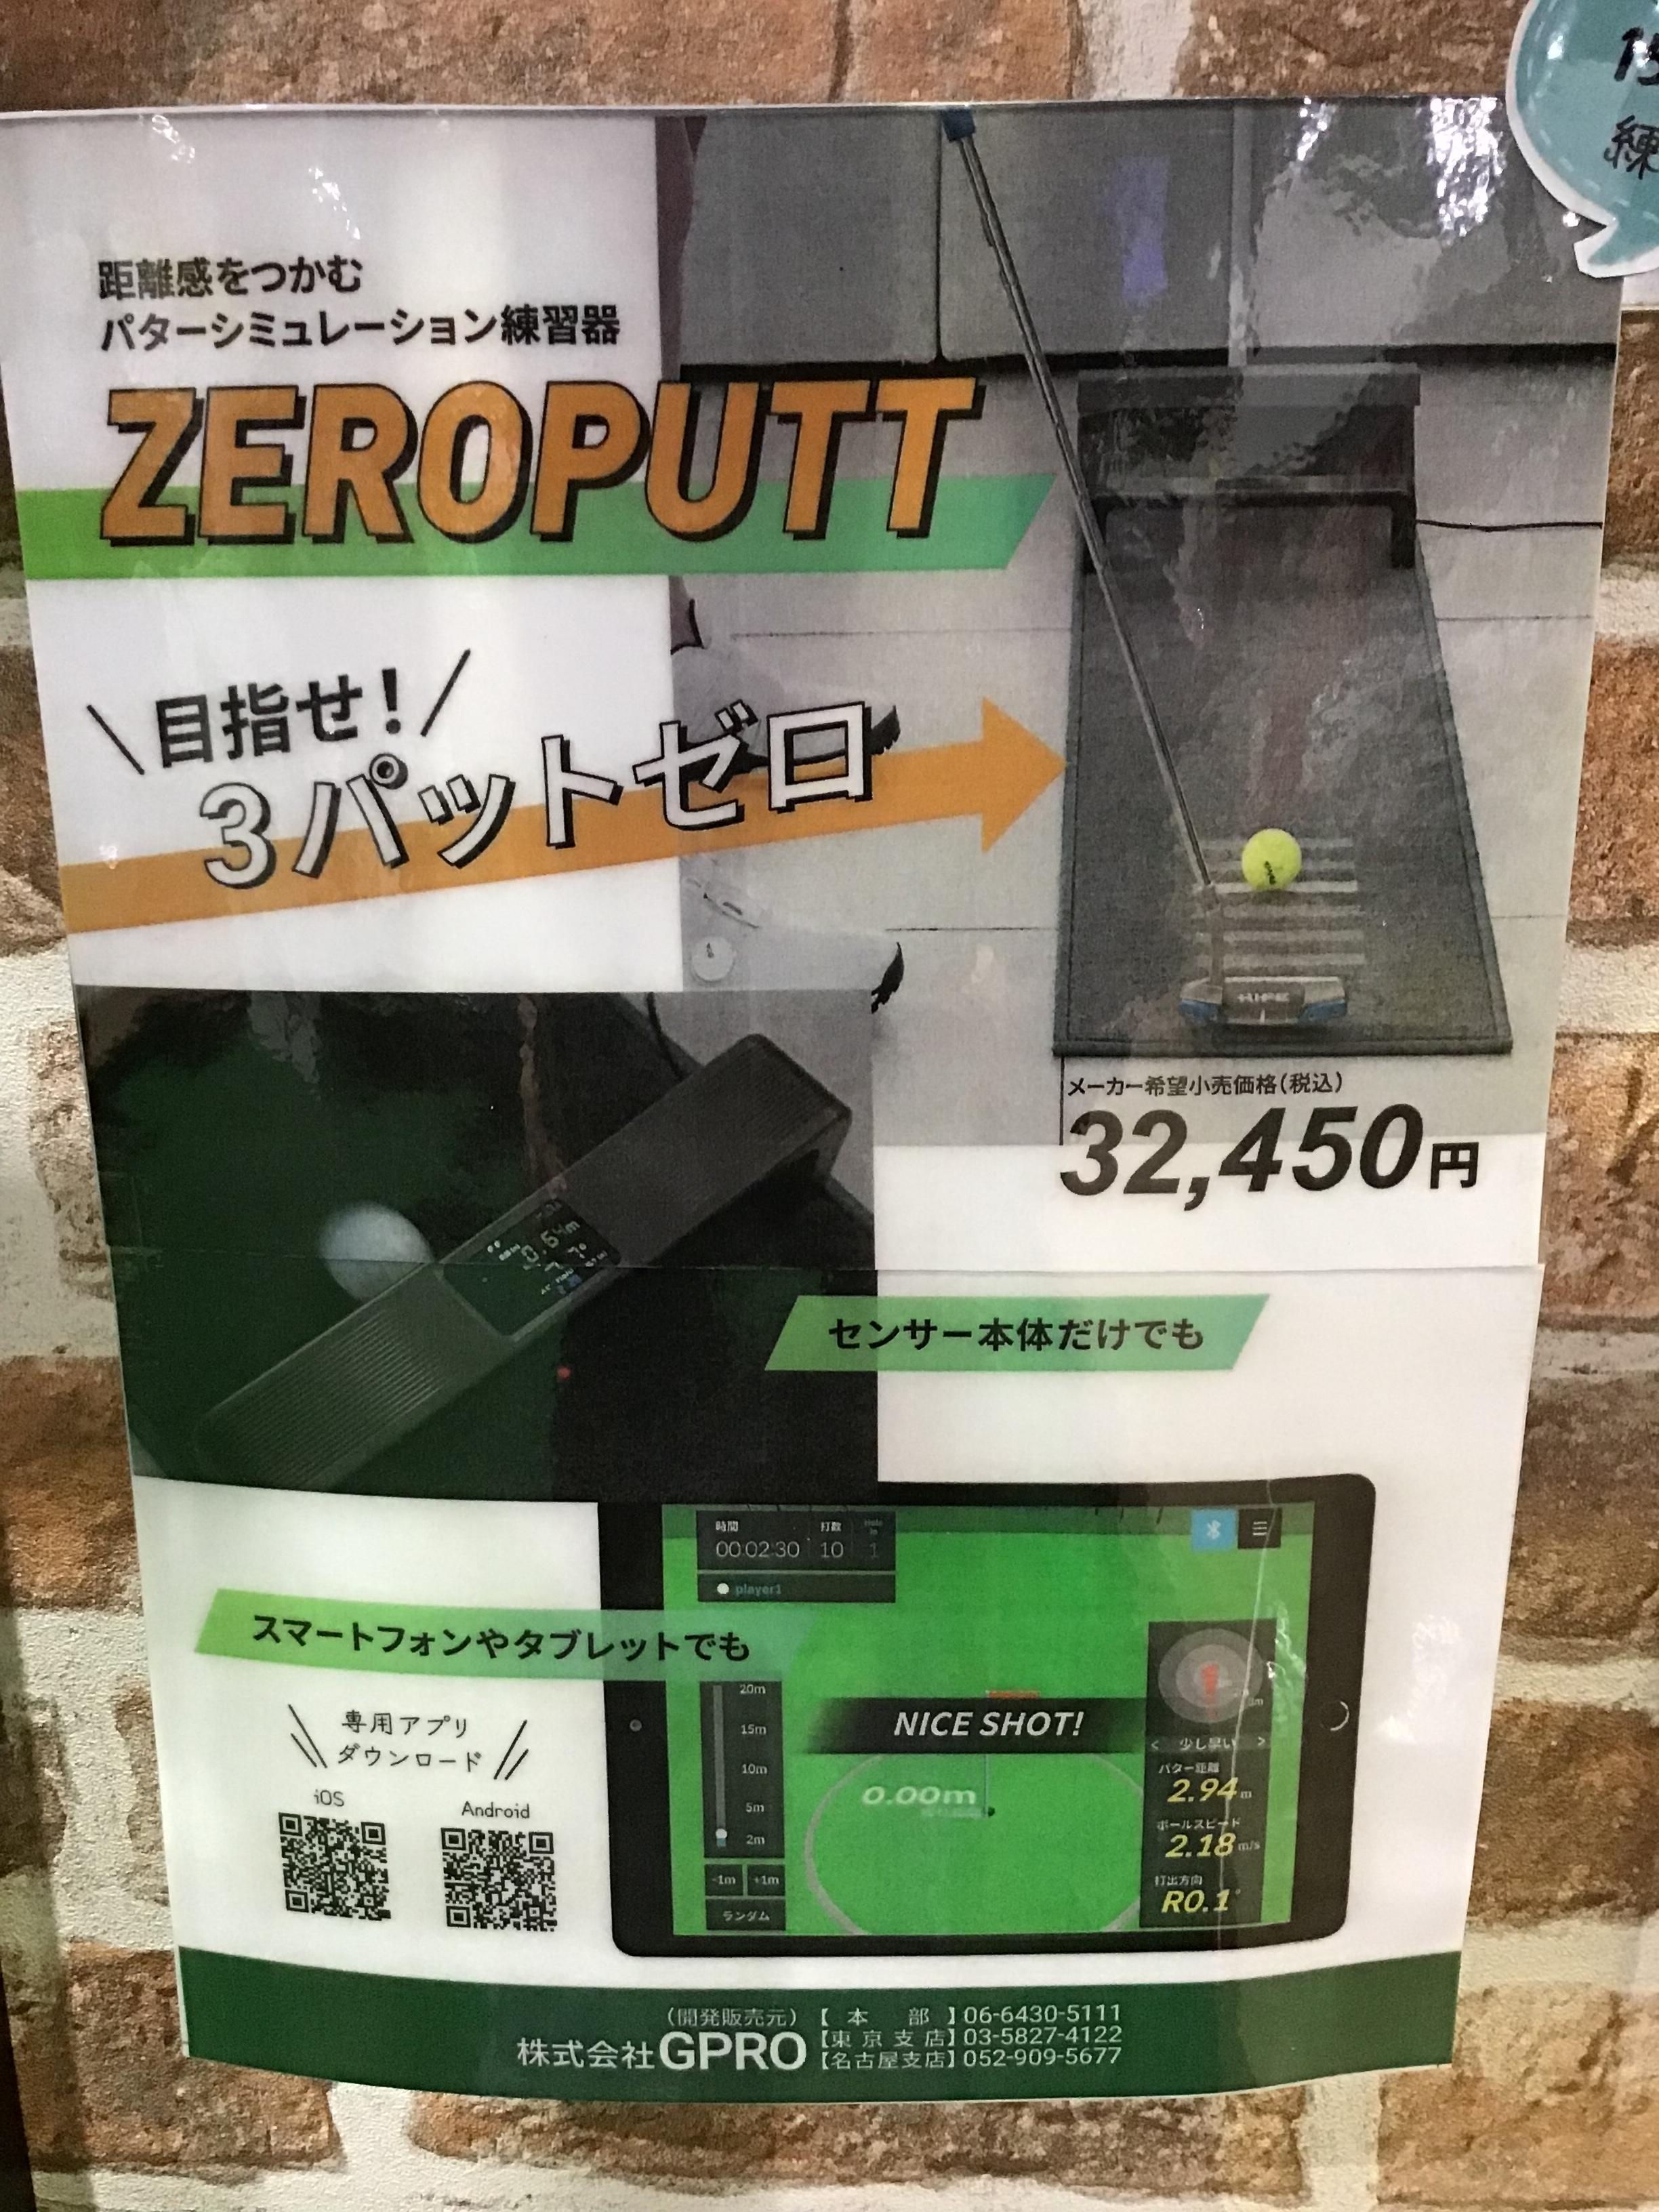 距離感をつかむ
パターシミュレーション練習器
ZEROPUTT
目指せ!
3パットゼロ
メーカー希望小売価格(税込)
32,450円
センサー本体だけでも
スマートフォンやタブレットでも
専用アプリ
ダウンロード
iOS
Android
時間 打数
00:02:30 10 1
player1
20m
15m
10m
5m
2m
-1m +1m
ランダム
NICE SHOT!
0.00m
< 少し早い >
パター距離
2.94m
ボールスピード
2.18m/s
打出方向
R0.1°
(開発販売元)
株式会社GPRO
【本部】06-6430-5111
【東京支店】03-5827-4122
【名古屋支店】052-909-5677
練